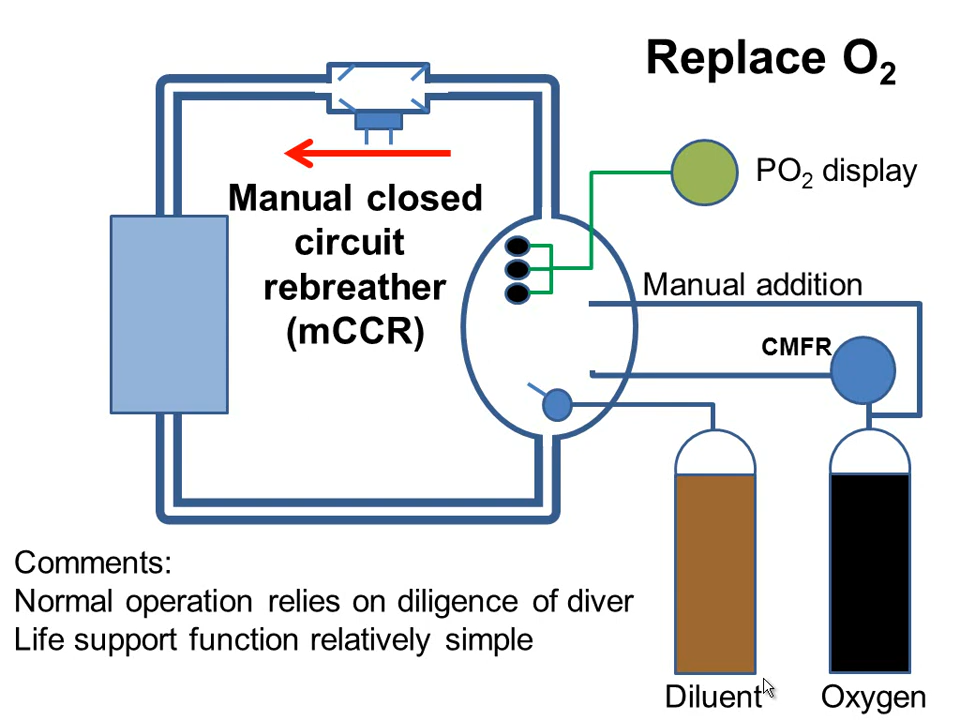 Replace O₂
PO₂ display
Manual closed
circuit
rebreather
(mCCR)
Manual addition
CMFR
Comments:
Normal operation relies on diligence of diver
Life support function relatively simple
Diluent
Oxygen